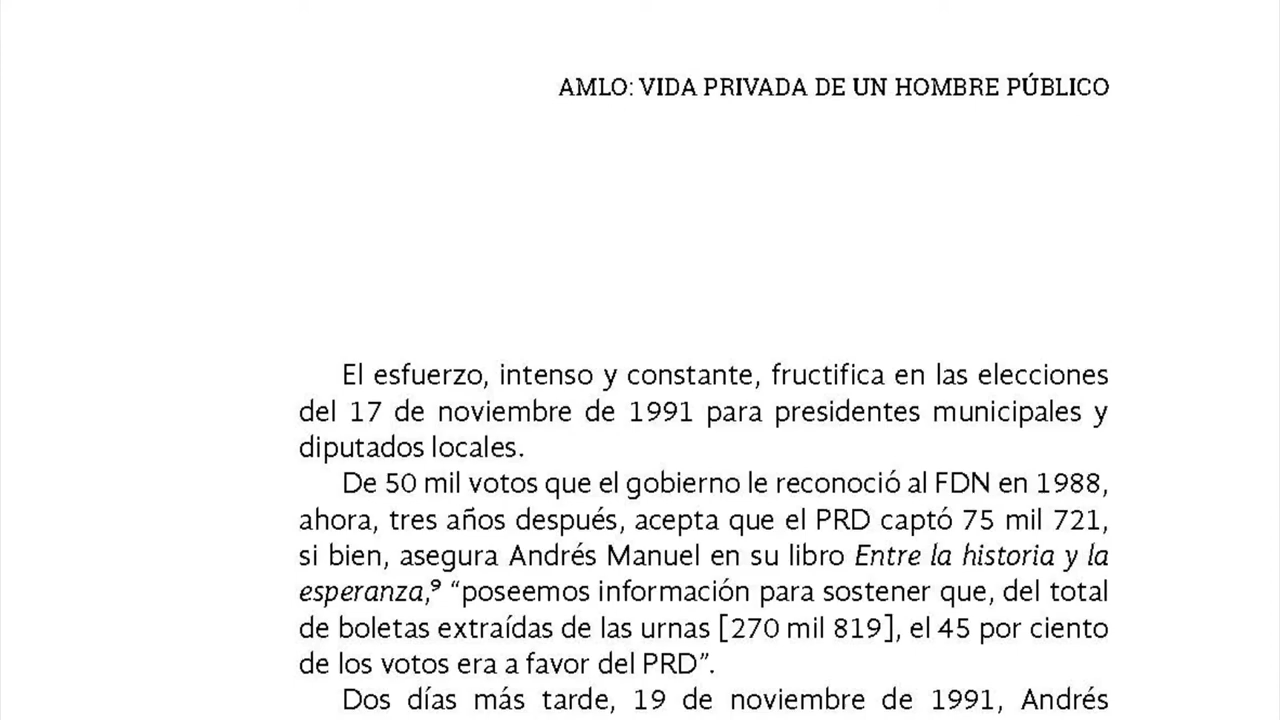 AMLO: VIDA PRIVADA DE UN HOMBRE PÚBLICO
El esfuerzo, intenso y constante, fructifica en las elecciones
del 17 de noviembre de 1991 para presidentes municipales y
diputados locales.
De 50 mil votos que el gobierno le reconoció al FDN en 1988,
ahora, tres años después, acepta que el PRD captó 75 mil 721,
si bien, asegura Andrés Manuel en su libro Entre la historia y la
esperanza,⁹ “poseemos información para sostener que, del total
de boletas extraídas de las urnas [270 mil 819], el 45 por ciento
de los votos era a favor del PRD”.
Dos días más tarde, 19 de noviembre de 1991, Andrés